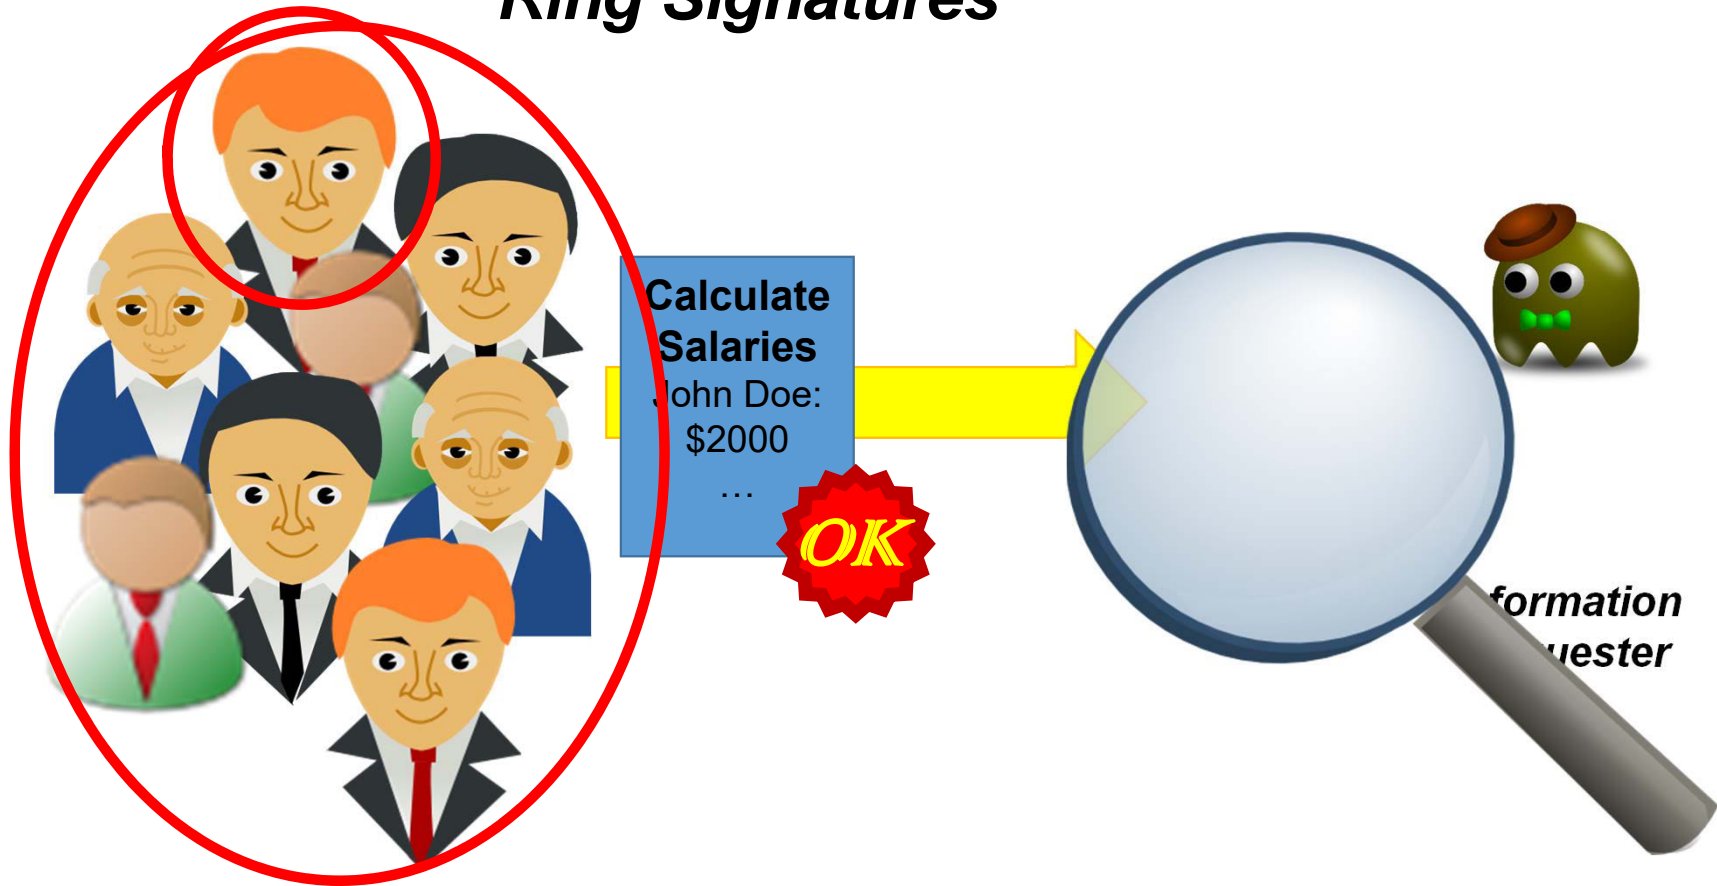 Ring Signatures
Calculate
Salaries
John Doe:
$2000
…
OK
formation
uester